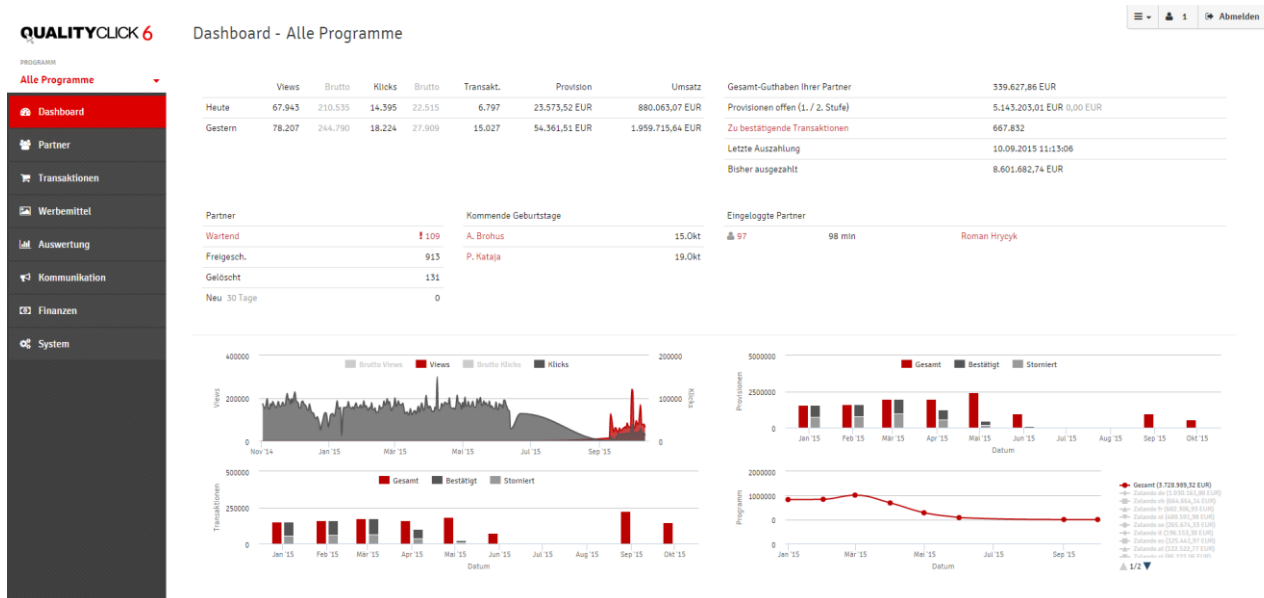 1 Abmelden
QUALITYCLICK 6
Dashboard - Alle Programme
PROGRAMM
Alle Programme
Dashboard
Partner
Transaktionen
Werbemittel
Auswertung
Kommunikation
Finanzen
System
Views Brutto Klicks Brutto Transakt. Provision Umsatz
Heute 67.943 210.535 14.395 22.515 6.797 23.573,52 EUR 880.063,07 EUR
Gestern 78.207 244.790 18.224 27.909 15.027 54.361,51 EUR 1.959.715,64 EUR
Gesamt-Guthaben Ihrer Partner 339.627,86 EUR
Provisionen offen (1. / 2. Stufe) 5.143.203,01 EUR 0,00 EUR
Zu bestätigende Transaktionen 667.832
Letzte Auszahlung 10.09.2015 11:13:06
Bisher ausgezahlt 8.601.682,74 EUR
Partner
Wartend ! 109
Freigesch. 913
Gelöscht 131
Neu 30 Tage 0
Kommende Geburtstage
A. Brohus 15.Okt
P. Kataja 19.Okt
Eingeloggte Partner
97 98 min Roman Hrycyk
Brutto Views Views Brutto Klicks Klicks
400000
200000
0
Views
200000
100000
0
Klicks
Nov '14 Jan '15 Mär '15 Mai '15 Jul '15 Sep '15
Gesamt Bestätigt Storniert
5000000
2500000
0
Provisionen
Jan '15 Feb '15 Mär '15 Apr '15 Mai '15 Jun '15 Jul '15 Aug '15 Sep '15 Okt '15
Datum
Gesamt Bestätigt Storniert
500000
250000
0
Transaktionen
Jan '15 Feb '15 Mär '15 Apr '15 Mai '15 Jun '15 Jul '15 Aug '15 Sep '15 Okt '15
Datum
2000000
1000000
0
0
Programm
Jan '15 Mär '15 Mai '15 Jul '15 Sep '15
Datum
Gesamt (3.728.989,32 EUR)
Zalando de
Zalando ch
Zalando fr
Zalando it
Zalando at
1/2